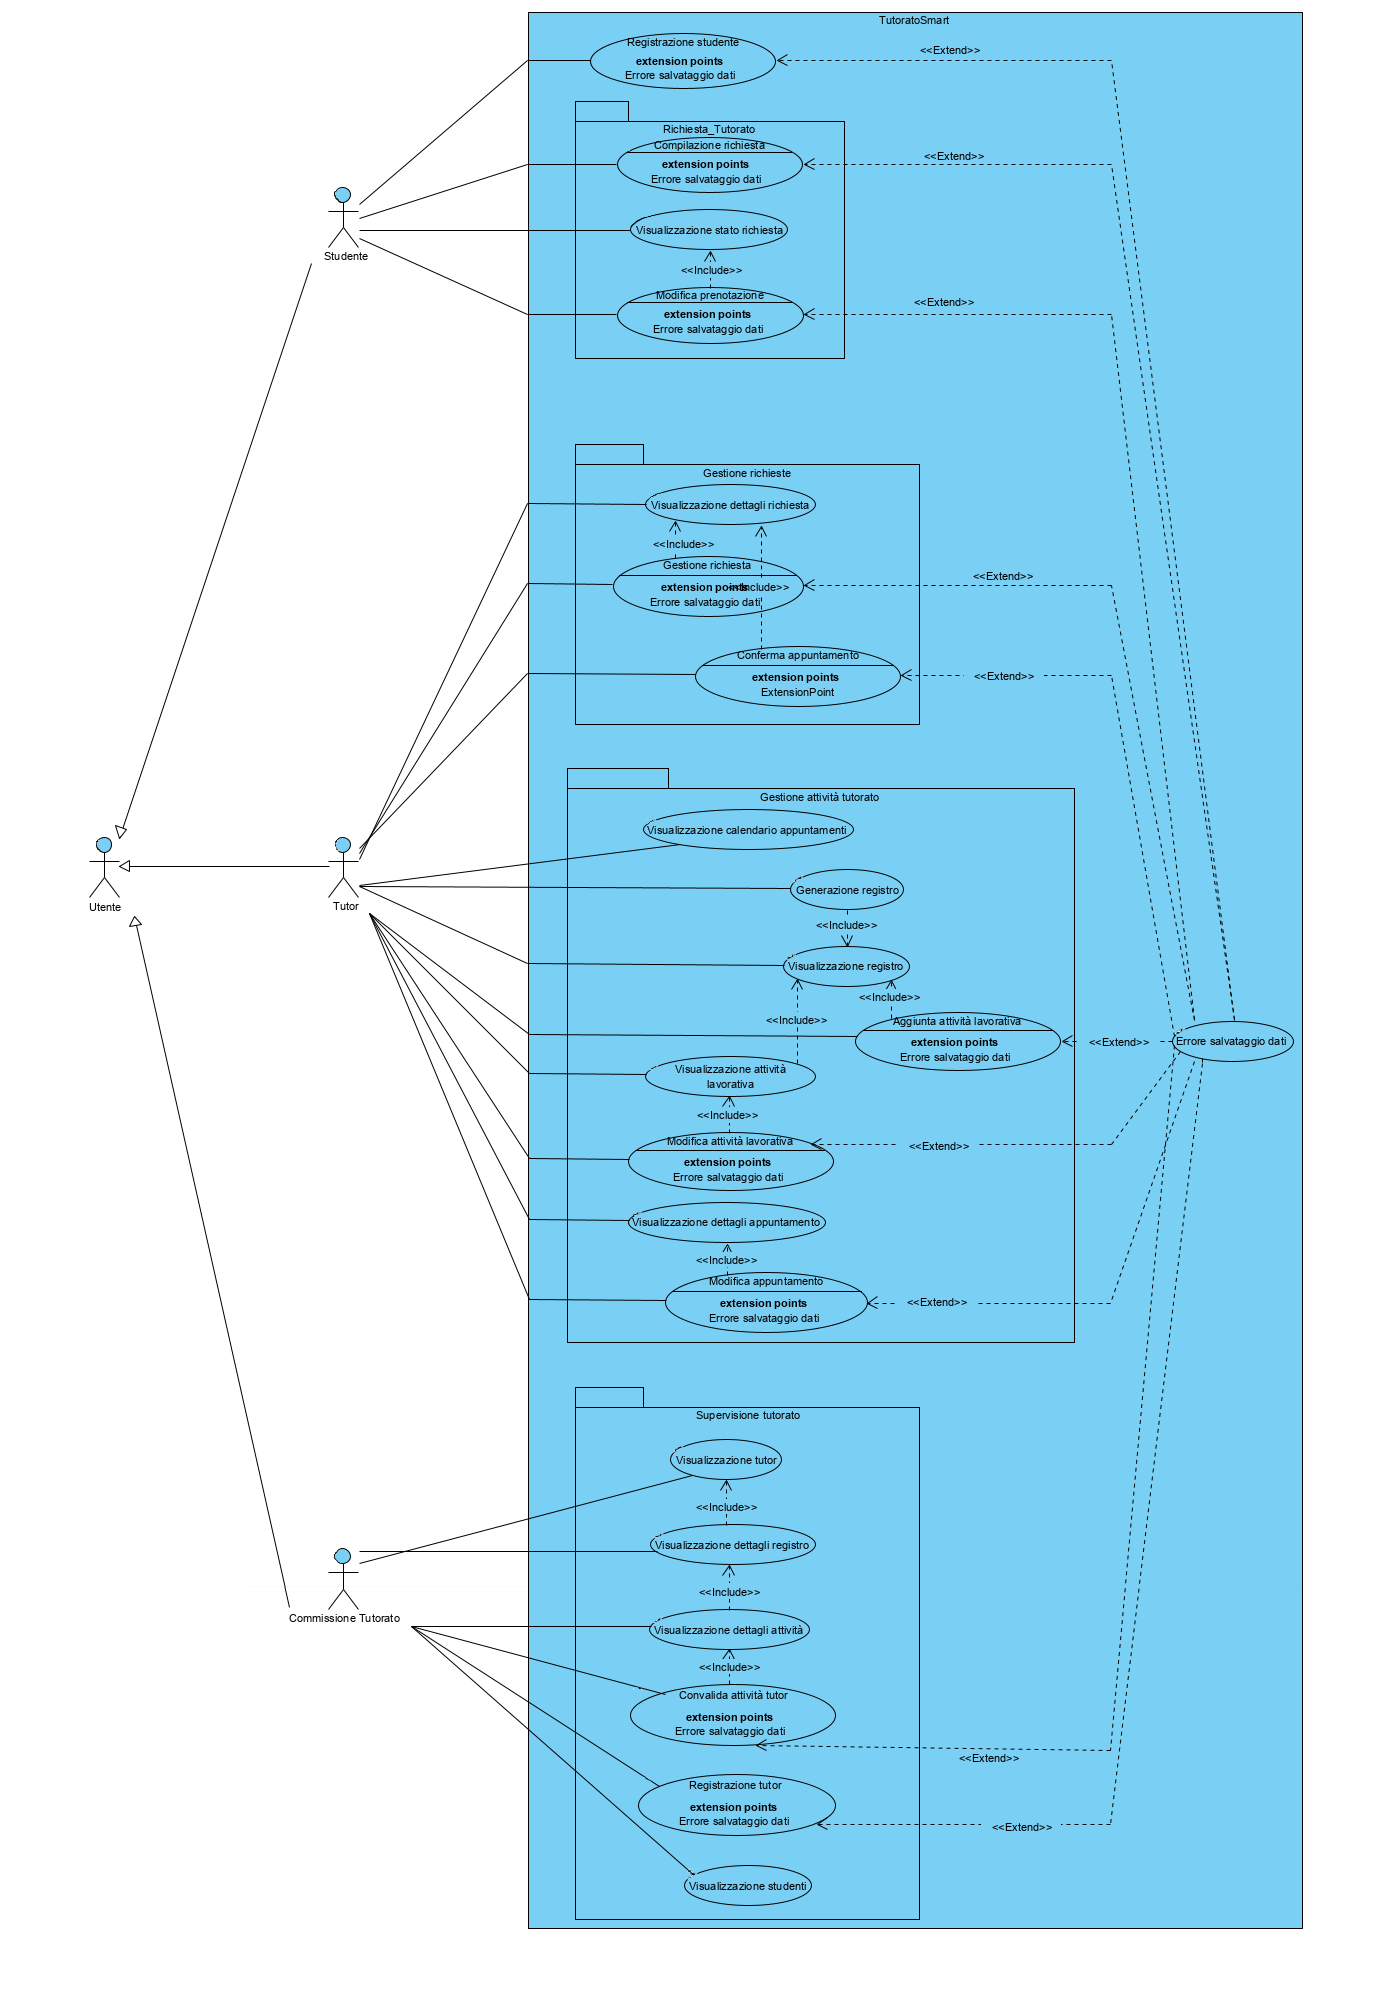 TutoratoSmart
Registrazione studente
extension points
Errore salvataggio dati
<<Extend>>
Richiesta_Tutorato
Compilazione richiesta
extension points
Errore salvataggio dati
<<Extend>>
Visualizzazione stato richiesta
<<Include>>
Modifica prenotazione
extension points
Errore salvataggio dati
<<Extend>>
Studente
Gestione richieste
Visualizzazione dettagli richiesta
<<Include>>
Gestione richiesta
extension points
Errore salvataggio dati
<<Include>>
<<Extend>>
Conferma appuntamento
extension points
ExtensionPoint
<<Extend>>
Gestione attività tutorato
Visualizzazione calendario appuntamenti
Generazione registro
<<Include>>
Utente
Tutor
Visualizzazione registro
<<Include>>
<<Include>>
Aggiunta attività lavorativa
extension points
Errore salvataggio dati
<<Extend>>
Errore salvataggio dati
Visualizzazione attività
lavorativa
<<Include>>
Modifica attività lavorativa
extension points
Errore salvataggio dati
<<Extend>>
Visualizzazione dettagli appuntamento
<<Include>>
Modifica appuntamento
extension points
Errore salvataggio dati
<<Extend>>
Supervisione tutorato
Visualizzazione tutor
<<Include>>
Visualizzazione dettagli registro
<<Include>>
Commissione Tutorato
Visualizzazione dettagli attività
<<Include>>
Convalida attività tutor
extension points
Errore salvataggio dati
<<Extend>>
Registrazione tutor
extension points
Errore salvataggio dati
<<Extend>>
Visualizzazione studenti